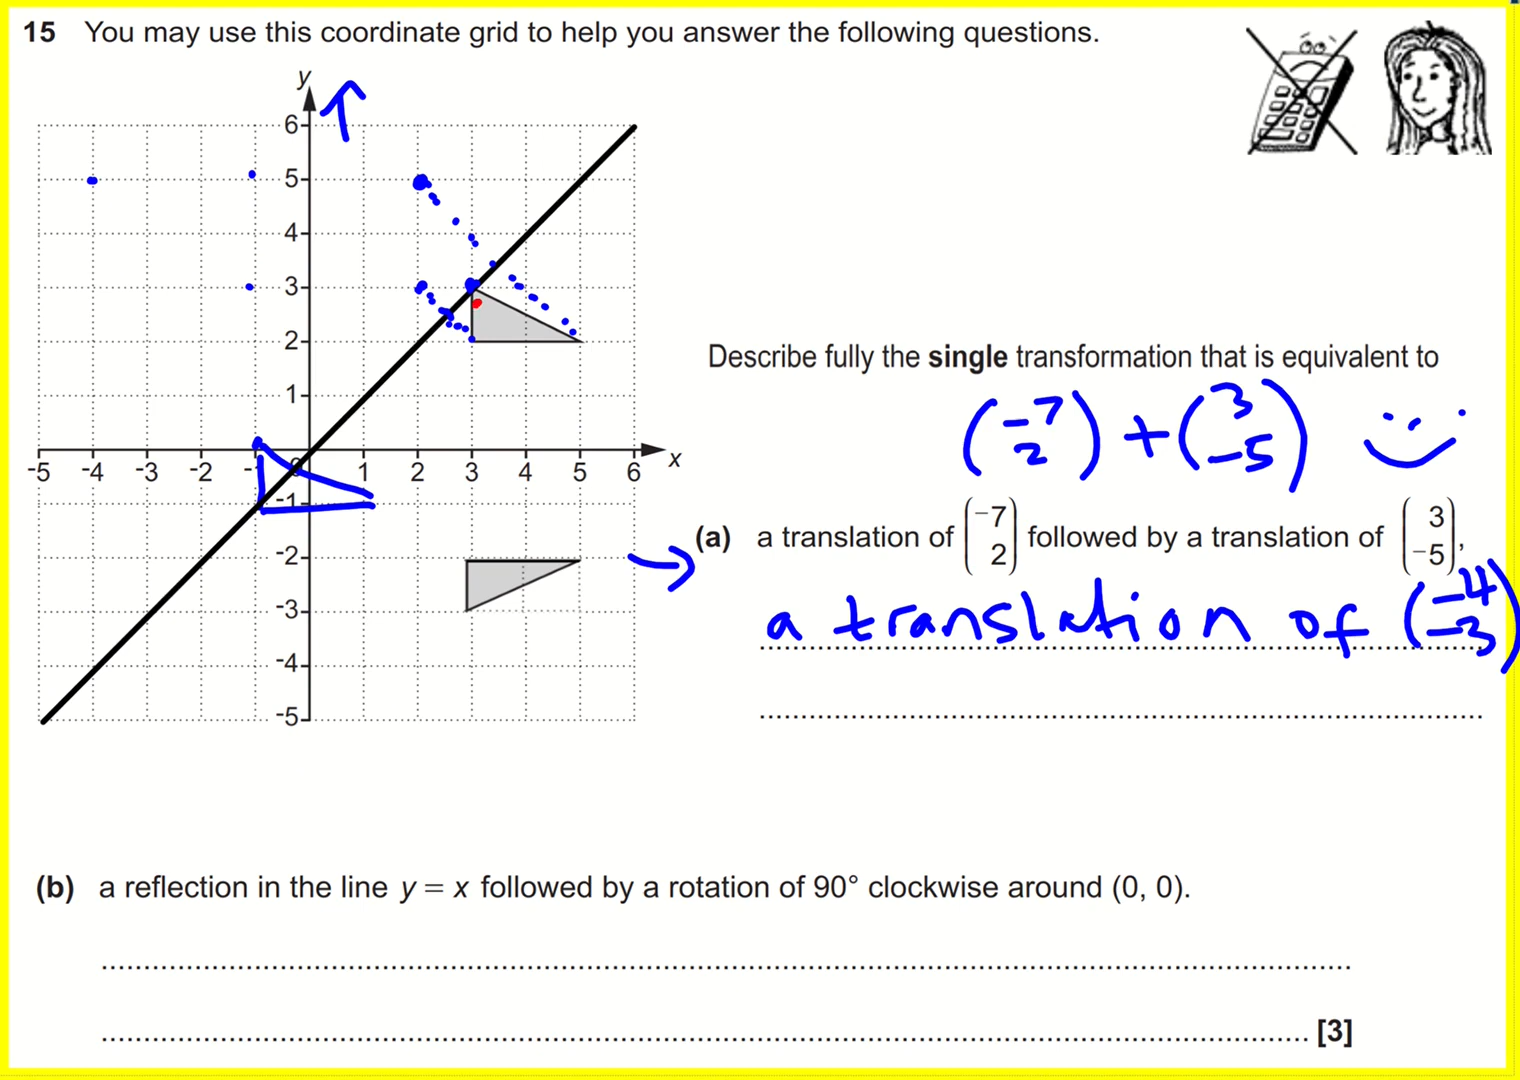 15 You may use this coordinate grid to help you answer the following questions.
y
6
5
4
3
2
1
-5 -4 -3 -2 -1 0 1 2 3 4 5 6 x
-1
-2
-3
-4
-5
Describe fully the single transformation that is equivalent to
(-7 2) + (3 -5)
(a) a translation of (-7 2) followed by a translation of (3 -5),
a translation of (-4 -3)
(b) a reflection in the line y = x followed by a rotation of 90° clockwise around (0, 0).
[3]